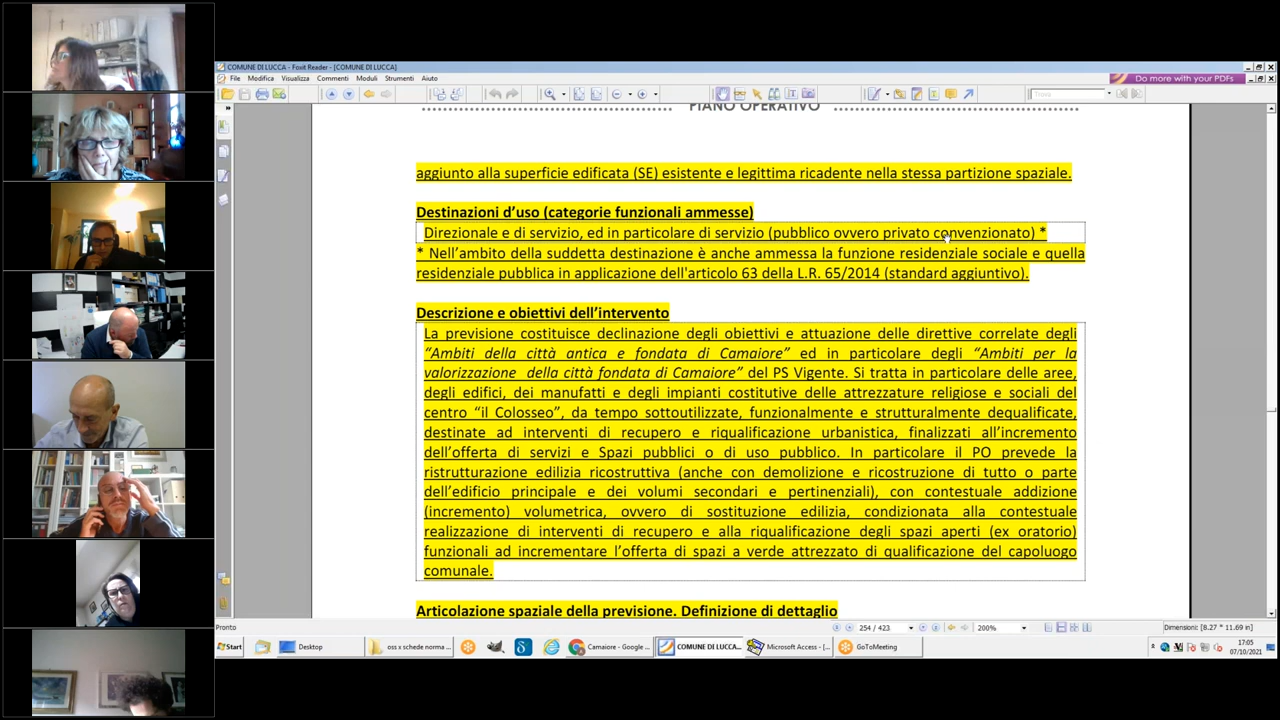 COMUNE DI LUCCA - Foxit Reader - [COMUNE DI LUCCA]
File Modifica Visualizza Commenti Moduli Strumenti Aiuto
Do more with your PDFs
Trova
PIANO OPERATIVO
aggiunto alla superficie edificata (SE) esistente e legittima ricadente nella stessa partizione spaziale.
Destinazioni d'uso (categorie funzionali ammesse)
Direzionale e di servizio, ed in particolare di servizio (pubblico ovvero privato convenzionato) *
* Nell'ambito della suddetta destinazione è anche ammessa la funzione residenziale sociale e quella
residenziale pubblica in applicazione dell'articolo 63 della L.R. 65/2014 (standard aggiuntivo).
Descrizione e obiettivi dell'intervento
La previsione costituisce declinazione degli obiettivi e attuazione delle direttive correlate degli
“Ambiti della città antica e fondata di Camaiore” ed in particolare degli “Ambiti per la
valorizzazione della città fondata di Camaiore” del PS Vigente. Si tratta in particolare delle aree,
degli edifici, dei manufatti e degli impianti costitutive delle attrezzature religiose e sociali del
centro “il Colosseo”, da tempo sottoutilizzate, funzionalmente e strutturalmente dequalificate,
destinate ad interventi di recupero e riqualificazione urbanistica, finalizzati all'incremento
dell'offerta di servizi e Spazi pubblici o di uso pubblico. In particolare il PO prevede la
ristrutturazione edilizia ricostruttiva (anche con demolizione e ricostruzione di tutto o parte
dell'edificio principale e dei volumi secondari e pertinenziali), con contestuale addizione
(incremento) volumetrica, ovvero di sostituzione edilizia, condizionata alla contestuale
realizzazione di interventi di recupero e alla riqualificazione degli spazi aperti (ex oratorio)
funzionali ad incrementare l'offerta di spazi a verde attrezzato di qualificazione del capoluogo
comunale.
Articolazione spaziale della previsione. Definizione di dettaglio
Pronto 254 / 423 200% Dimensioni: [8.27 * 11.69 in]
Start Desktop oss x schede norma ... Camaiore - Google ... COMUNE DI LUCCA... Microsoft Access - [... GoToMeeting 17:05
07/10/2021